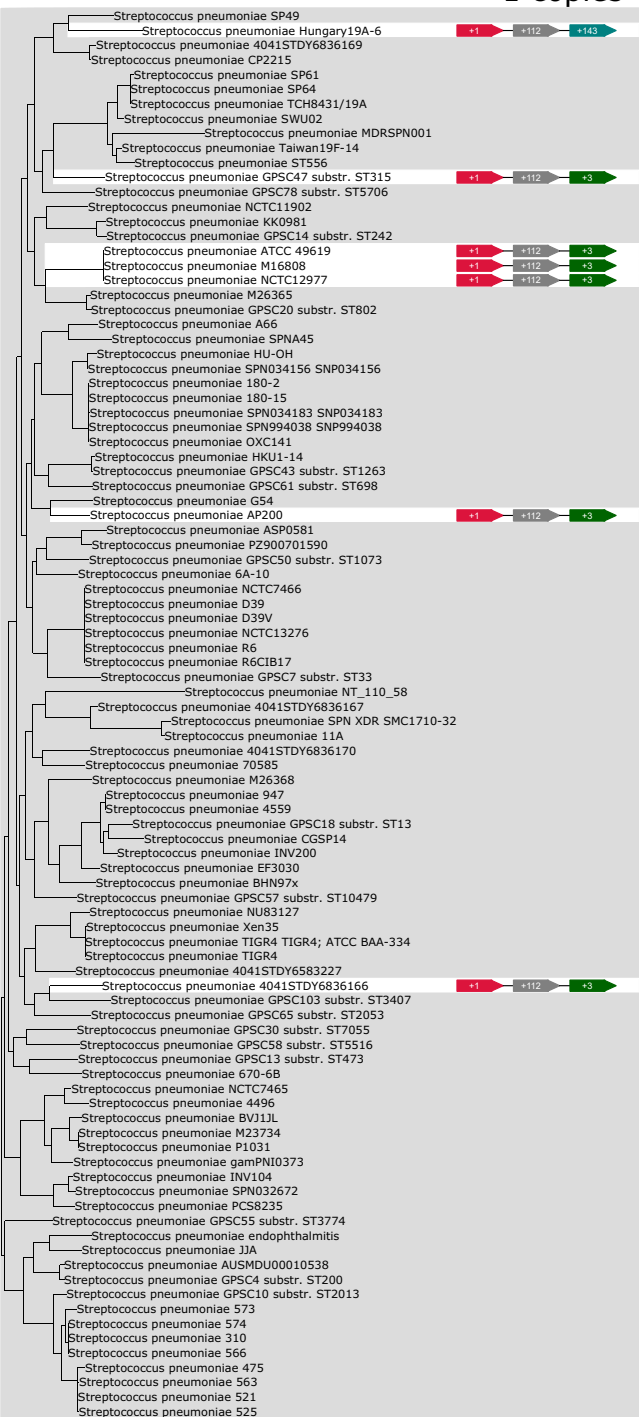 Streptococcus pneumoniae SP49
Streptococcus pneumoniae Hungary19A-6 +1 +112 +143
Streptococcus pneumoniae 4041STDY6836169
Streptococcus pneumoniae CP2215
Streptococcus pneumoniae SP61
Streptococcus pneumoniae SP64
Streptococcus pneumoniae TCH8431/19A
Streptococcus pneumoniae SWU02
Streptococcus pneumoniae MDRSPN001
Streptococcus pneumoniae Taiwan19F-14
Streptococcus pneumoniae ST556
Streptococcus pneumoniae GPSC47 substr. ST315 +1 +112 +3
Streptococcus pneumoniae GPSC78 substr. ST5706
Streptococcus pneumoniae NCTC11902
Streptococcus pneumoniae KK0981
Streptococcus pneumoniae GPSC14 substr. ST242
Streptococcus pneumoniae ATCC 49619 +1 +112 +3
Streptococcus pneumoniae M16808 +1 +112 +3
Streptococcus pneumoniae NCTC12977 +1 +112 +3
Streptococcus pneumoniae M26365
Streptococcus pneumoniae GPSC20 substr. ST802
Streptococcus pneumoniae A66
Streptococcus pneumoniae SPNA45
Streptococcus pneumoniae HU-OH
Streptococcus pneumoniae SPN034156 SNP034156
Streptococcus pneumoniae 180-2
Streptococcus pneumoniae 180-15
Streptococcus pneumoniae SPN034183 SNP034183
Streptococcus pneumoniae SPN994038 SNP994038
Streptococcus pneumoniae OXC141
Streptococcus pneumoniae HKU1-14
Streptococcus pneumoniae GPSC43 substr. ST1263
Streptococcus pneumoniae GPSC61 substr. ST698
Streptococcus pneumoniae G54
Streptococcus pneumoniae AP200 +1 +112 +3
Streptococcus pneumoniae ASP0581
Streptococcus pneumoniae PZ900701590
Streptococcus pneumoniae GPSC50 substr. ST1073
Streptococcus pneumoniae 6A-10
Streptococcus pneumoniae NCTC7466
Streptococcus pneumoniae D39
Streptococcus pneumoniae D39V
Streptococcus pneumoniae NCTC13276
Streptococcus pneumoniae R6
Streptococcus pneumoniae R6CIB17
Streptococcus pneumoniae GPSC7 substr. ST33
Streptococcus pneumoniae NT_110_58
Streptococcus pneumoniae 4041STDY6836167
Streptococcus pneumoniae SPN XDR SMC1710-32
Streptococcus pneumoniae 11A
Streptococcus pneumoniae 4041STDY6836170
Streptococcus pneumoniae 70585
Streptococcus pneumoniae M26368
Streptococcus pneumoniae 947
Streptococcus pneumoniae 4559
Streptococcus pneumoniae GPSC18 substr. ST13
Streptococcus pneumoniae CGSP14
Streptococcus pneumoniae INV200
Streptococcus pneumoniae EF3030
Streptococcus pneumoniae BHN97x
Streptococcus pneumoniae GPSC57 substr. ST10479
Streptococcus pneumoniae NU83127
Streptococcus pneumoniae Xen35
Streptococcus pneumoniae TIGR4 TIGR4; ATCC BAA-334
Streptococcus pneumoniae TIGR4
Streptococcus pneumoniae 4041STDY6583227
Streptococcus pneumoniae 4041STDY6836166 +1 +112 +3
Streptococcus pneumoniae GPSC103 substr. ST3407
Streptococcus pneumoniae GPSC65 substr. ST2053
Streptococcus pneumoniae GPSC30 substr. ST7055
Streptococcus pneumoniae GPSC58 substr. ST5516
Streptococcus pneumoniae GPSC13 substr. ST473
Streptococcus pneumoniae 670-6B
Streptococcus pneumoniae NCTC7465
Streptococcus pneumoniae 4496
Streptococcus pneumoniae BVJ1JL
Streptococcus pneumoniae M23734
Streptococcus pneumoniae P1031
Streptococcus pneumoniae gamPNI0373
Streptococcus pneumoniae INV104
Streptococcus pneumoniae SPN032672
Streptococcus pneumoniae PCS8235
Streptococcus pneumoniae GPSC55 substr. ST3774
Streptococcus pneumoniae endophthalmitis
Streptococcus pneumoniae JJA
Streptococcus pneumoniae AUSMDU00010538
Streptococcus pneumoniae GPSC4 substr. ST200
Streptococcus pneumoniae GPSC10 substr. ST2013
Streptococcus pneumoniae 573
Streptococcus pneumoniae 574
Streptococcus pneumoniae 310
Streptococcus pneumoniae 566
Streptococcus pneumoniae 475
Streptococcus pneumoniae 563
Streptococcus pneumoniae 521
Streptococcus pneumoniae 525